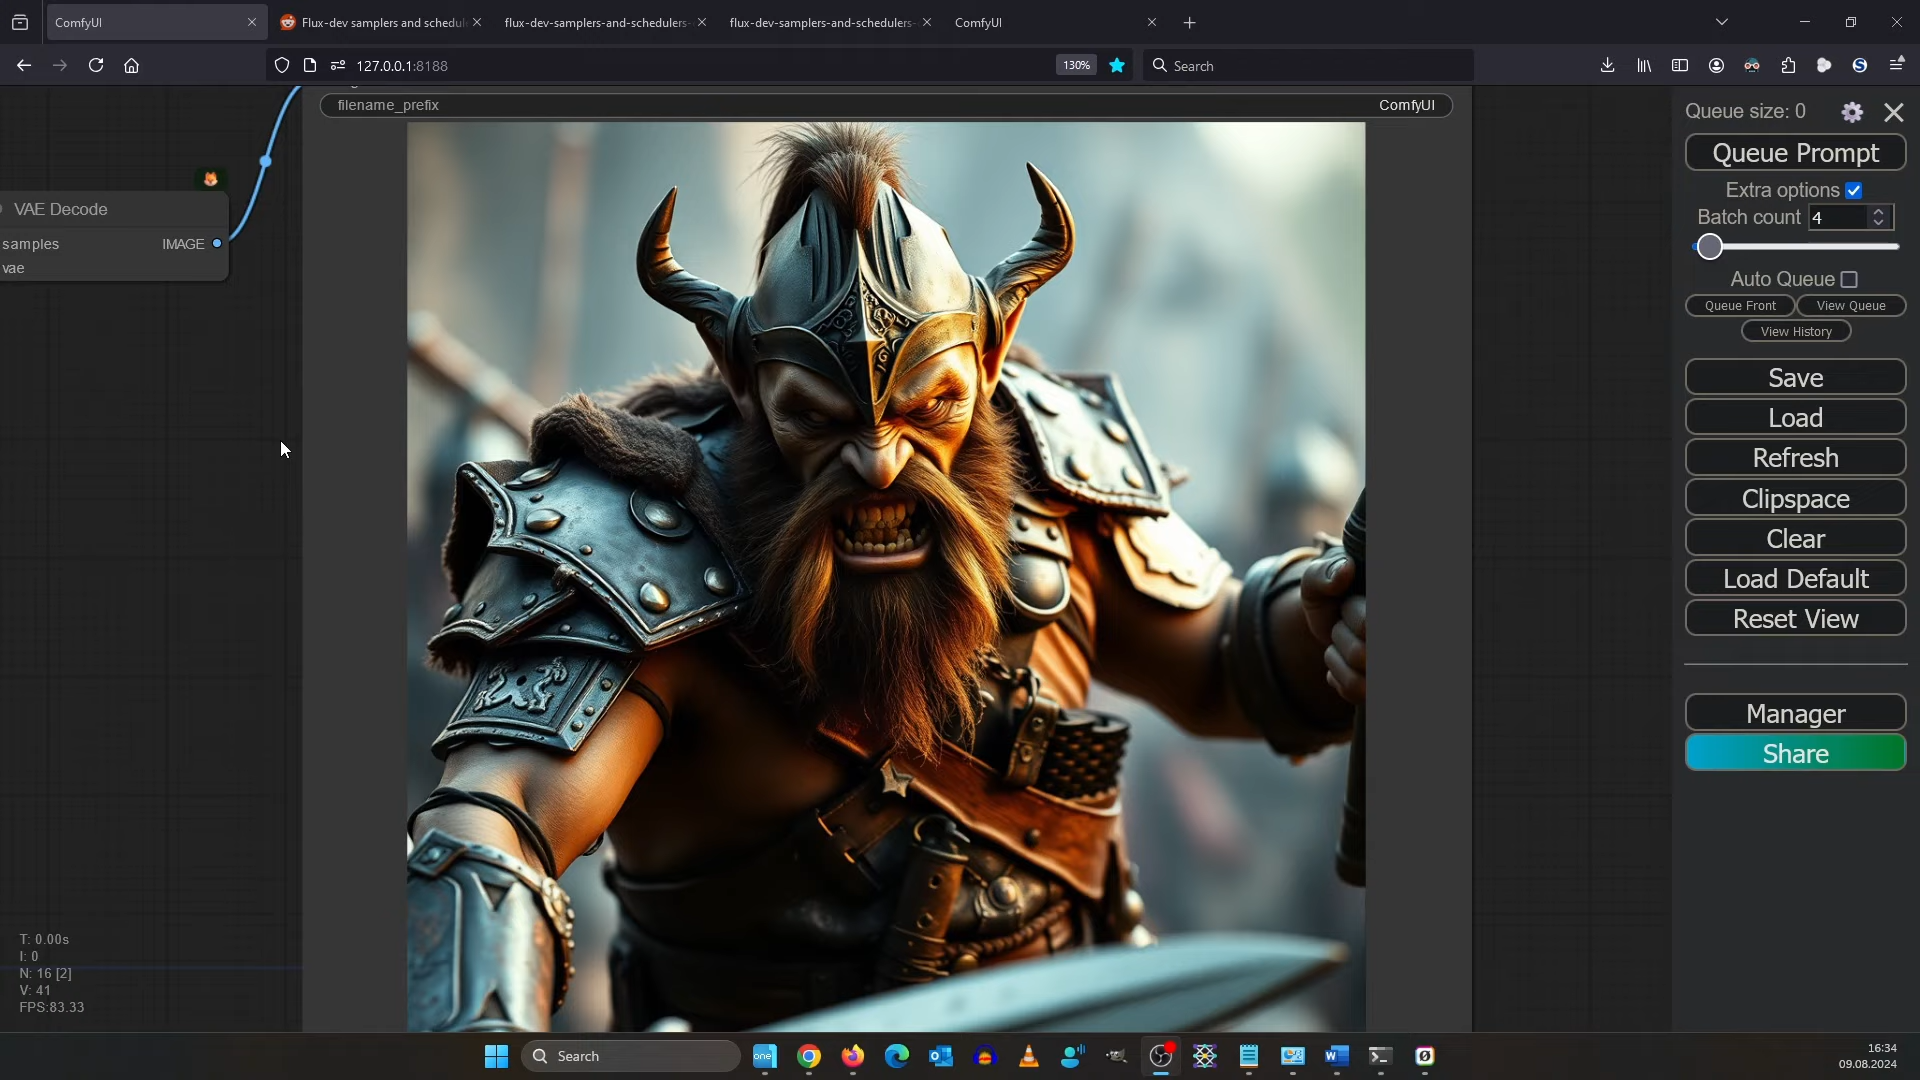 ComfyUI
Flux-dev samplers and schedul
flux-dev-samplers-and-schedulers-
flux-dev-samplers-and-schedulers-
ComfyUI
127.0.0.1:8188
130%
Search
filename_prefix
ComfyUI
VAE Decode
samples
IMAGE
vae
Queue size: 0
Queue Prompt
Extra options
Batch count 4
Auto Queue
Queue Front
View Queue
View History
Save
Load
Refresh
Clipspace
Clear
Load Default
Reset View
Manager
Share
T: 0.00s
I: 0
N: 16 [2]
V: 41
FPS:83.33
Search
one
16:34
09.08.2024